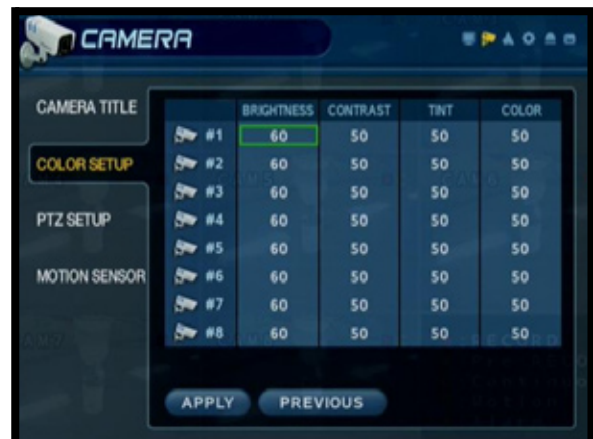 CAMERA
CAMERA TITLE
COLOR SETUP
PTZ SETUP
MOTION SENSOR
BRIGHTNESS CONTRAST TINT COLOR
#1 60 50 50 50
#2 60 50 50 50
#3 60 50 50 50
#4 60 50 50 50
#5 60 50 50 50
#6 60 50 50 50
#7 60 50 50 50
#8 60 50 50 50
RECORD
APPLY PREVIOUS